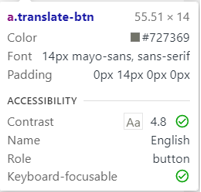 a.translate-btn 55.51 × 14
Color #727369
Font 14px mayo-sans, sans-serif
Padding 0px 14px 0px 0px
ACCESSIBILITY
Contrast Aa 4.8
Name English
Role button
Keyboard-focusable